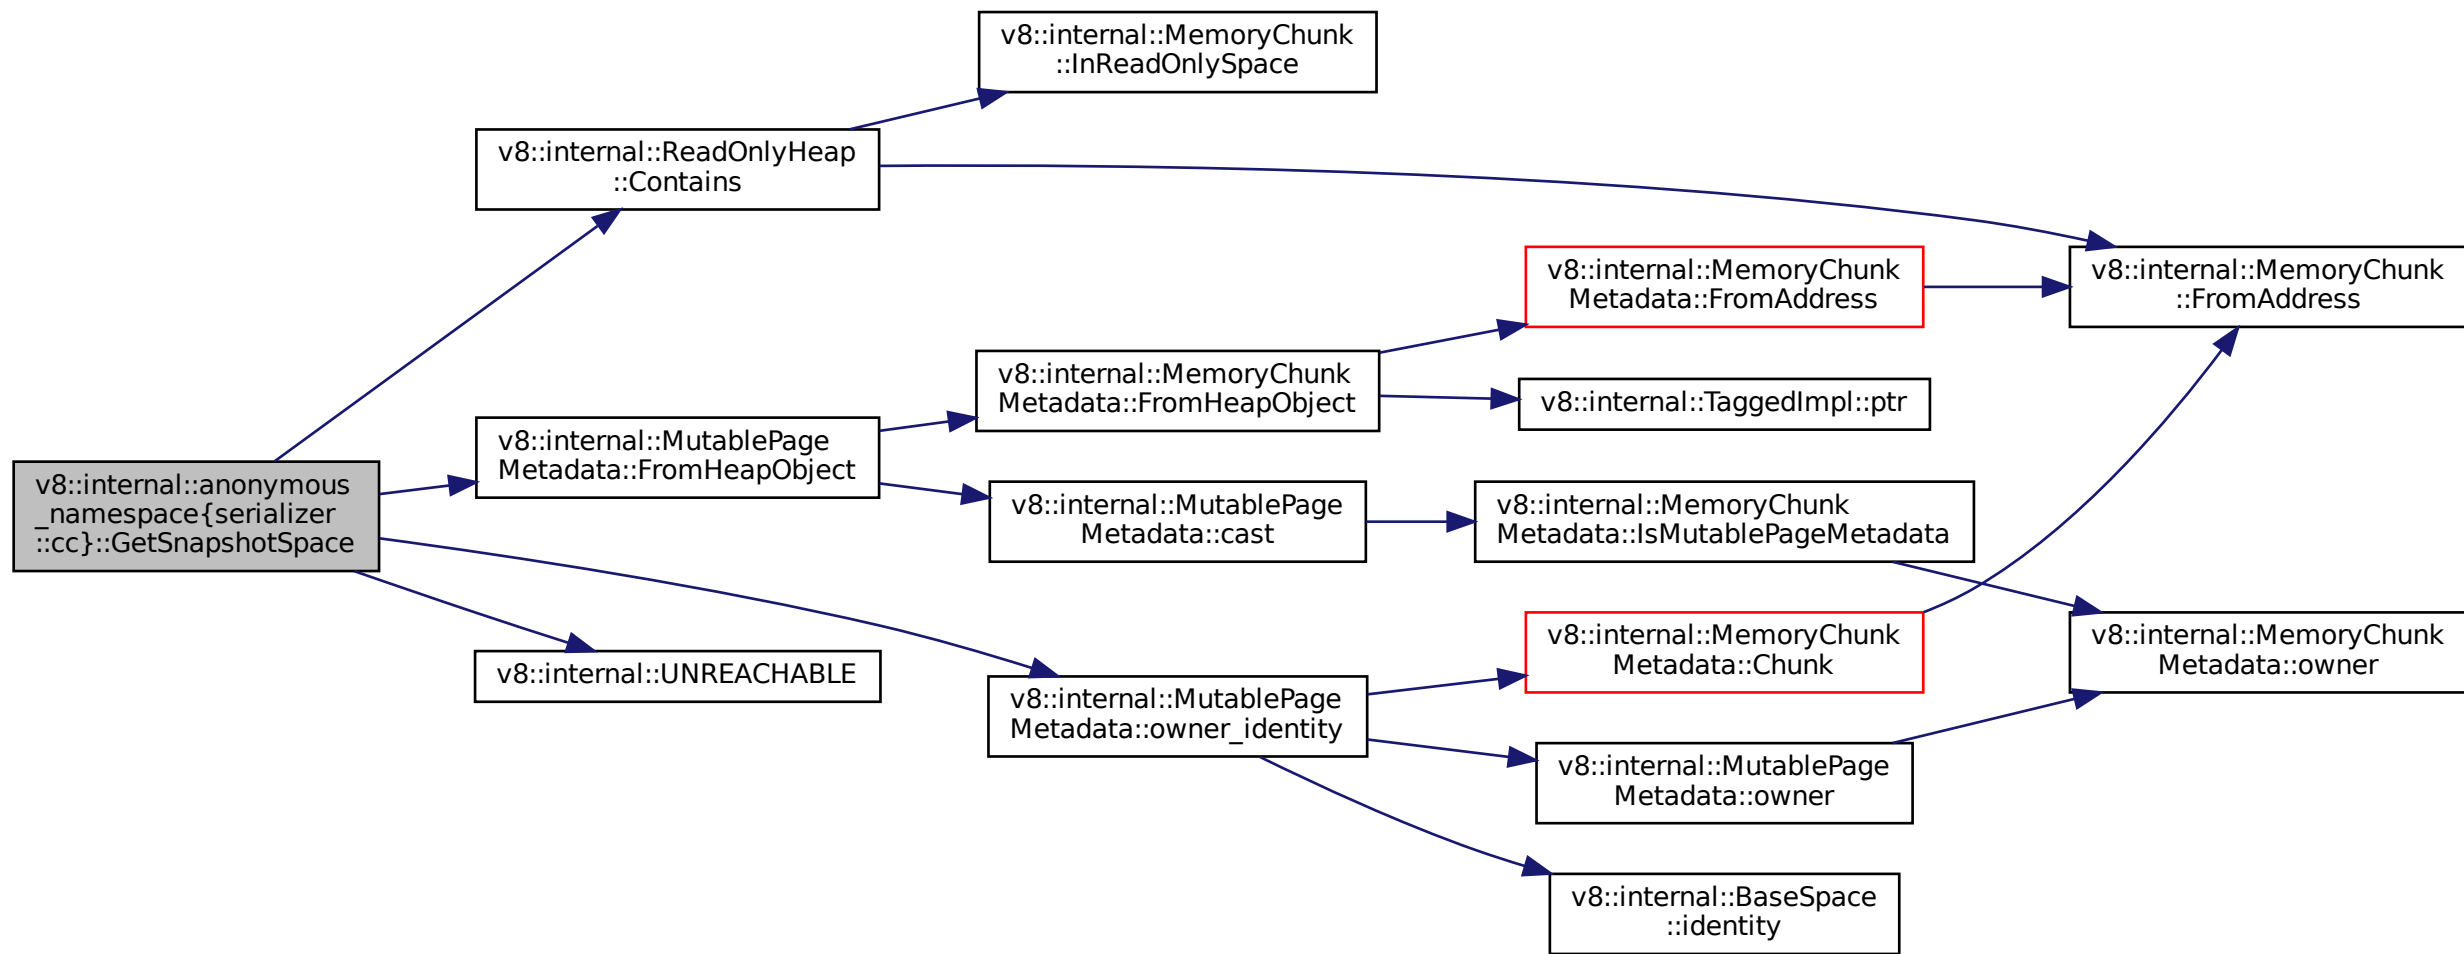 v8::internal::MemoryChunk
::InReadOnlySpace
v8::internal::ReadOnlyHeap
::Contains
v8::internal::MemoryChunk
Metadata::FromAddress
v8::internal::MemoryChunk
::FromAddress
v8::internal::MemoryChunk
Metadata::FromHeapObject
v8::internal::TaggedImpl::ptr
v8::internal::MutablePage
Metadata::FromHeapObject
v8::internal::anonymous
_namespace{serializer
::cc}::GetSnapshotSpace
v8::internal::MutablePage
Metadata::cast
v8::internal::MemoryChunk
Metadata::IsMutablePageMetadata
v8::internal::MemoryChunk
Metadata::Chunk
v8::internal::MemoryChunk
Metadata::owner
v8::internal::UNREACHABLE
v8::internal::MutablePage
Metadata::owner_identity
v8::internal::MutablePage
Metadata::owner
v8::internal::BaseSpace
::identity